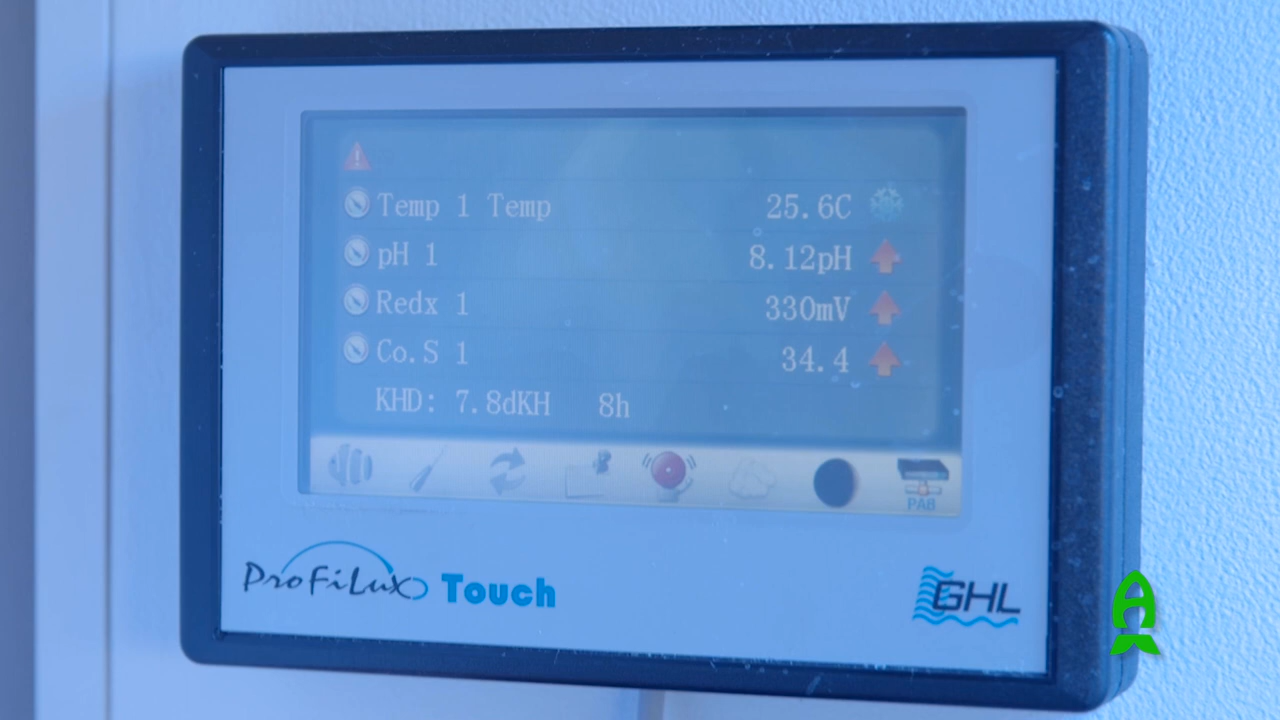 Temp 1 Temp 25.6C
pH 1 8.12pH
Redx 1 330mV
Co.S 1 34.4
KHD: 7.8dKH 8h
PAB
ProFiLux Touch
GHL